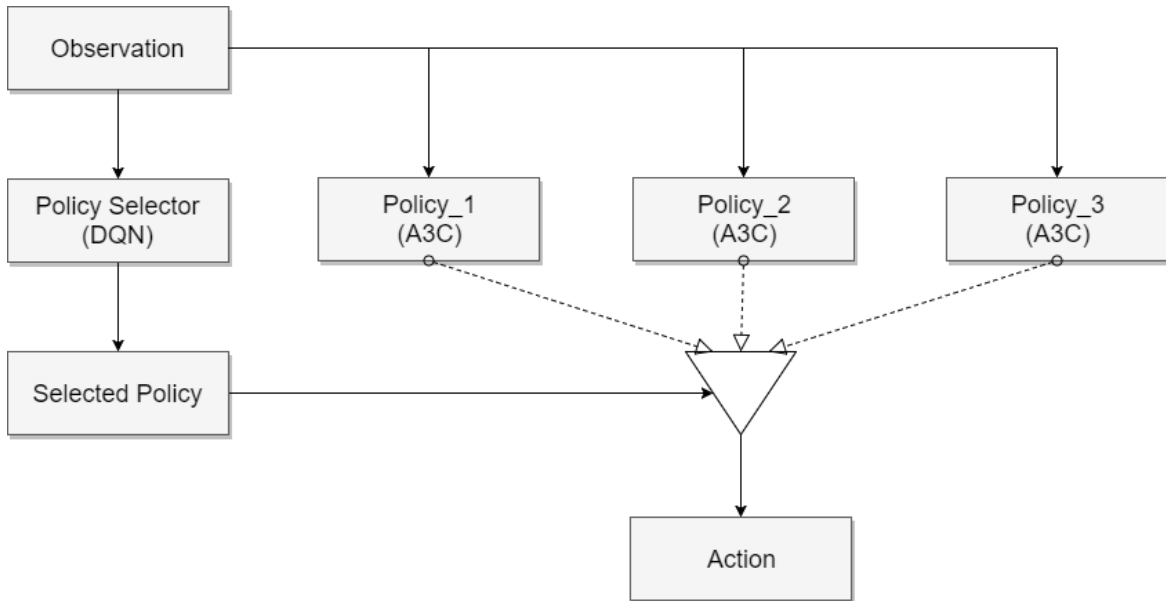 Observation
Policy Selector
(DQN)
Policy_1
(A3C)
Policy_2
(A3C)
Policy_3
(A3C)
Selected Policy
Action